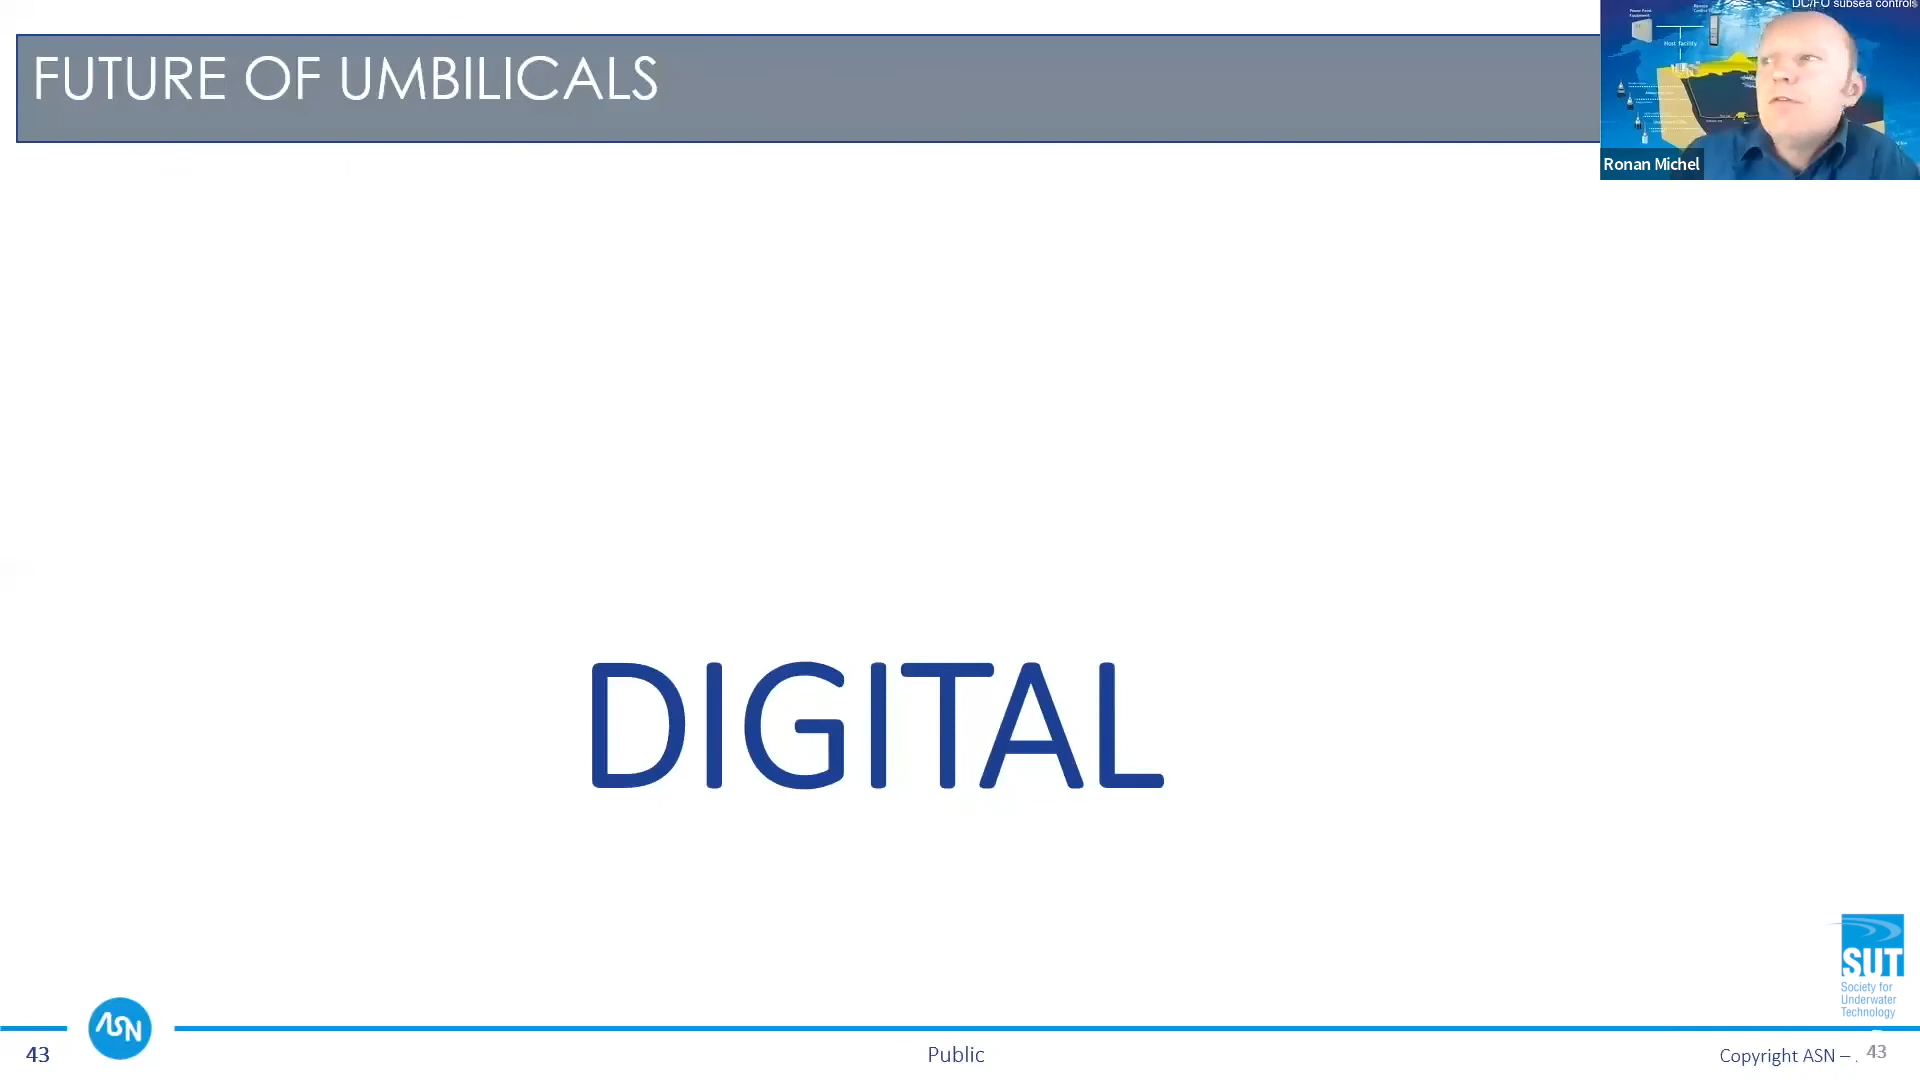 FUTURE OF UMBILICALS
DC/FO subsea controls
Host facility
Ronan Michel
DIGITAL
SUT
Society for
Underwater
Technology
ASN
43
Public
Copyright ASN – .
43